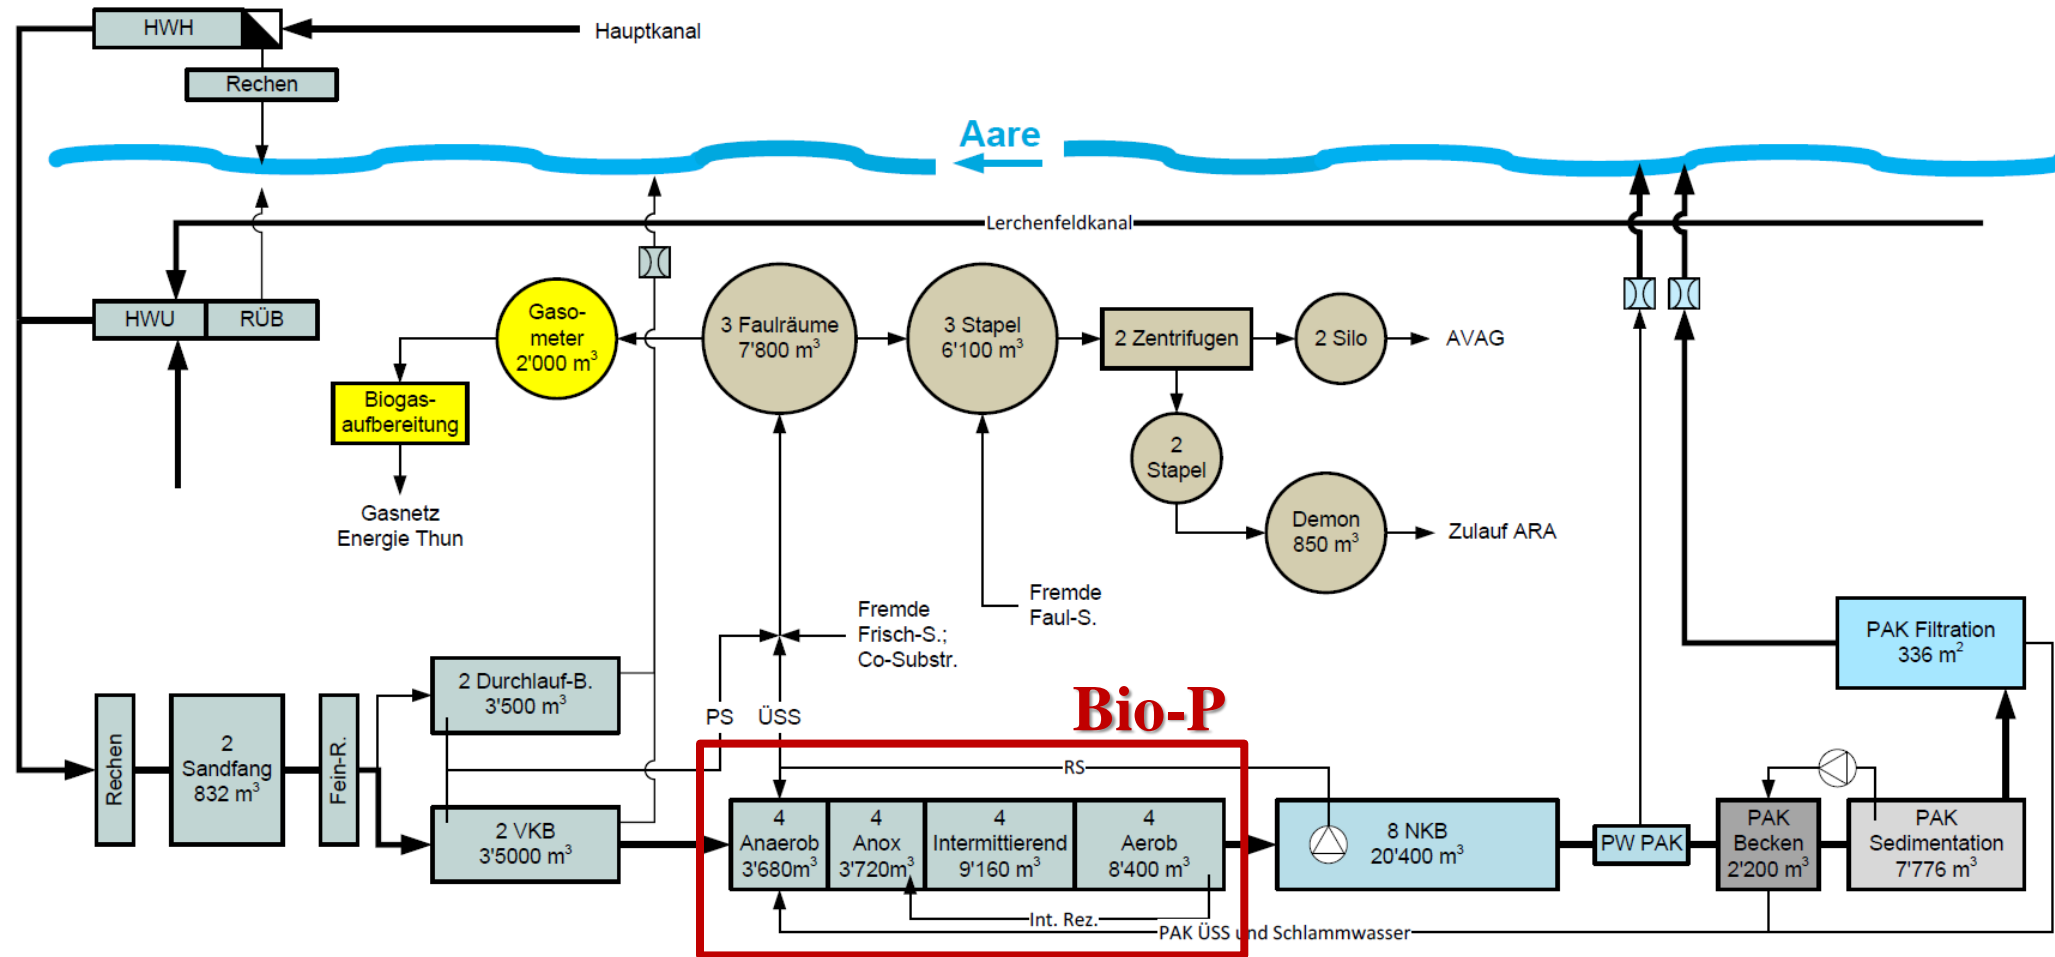 HWH
Hauptkanal
Rechen
Aare
Lerchenfeldkanal
HWU
RÜB
Gaso-
meter
2'000 m³
3 Faulräume
7'800 m³
3 Stapel
6'100 m³
2 Zentrifugen
2 Silo
AVAG
Biogas-
aufbereitung
2
Stapel
Gasnetz
Energie Thun
Demon
850 m³
Zulauf ARA
Fremde
Frisch-S.;
Co-Substr.
Fremde
Faul-S.
PAK Filtration
336 m²
2 Durchlauf-B.
3'500 m³
PS
ÜSS
Bio-P
Rechen
2
Sandfang
832 m³
Fein-R.
RS
2 VKB
3'5000 m³
4
Anaerob
3'680m³
4
Anox
3'720m³
4
Intermittierend
9'160 m³
4
Aerob
8'400 m³
8 NKB
20'400 m³
PW PAK
PAK
Becken
2'200 m³
PAK
Sedimentation
7'776 m³
Int. Rez.
PAK ÜSS und Schlammwasser